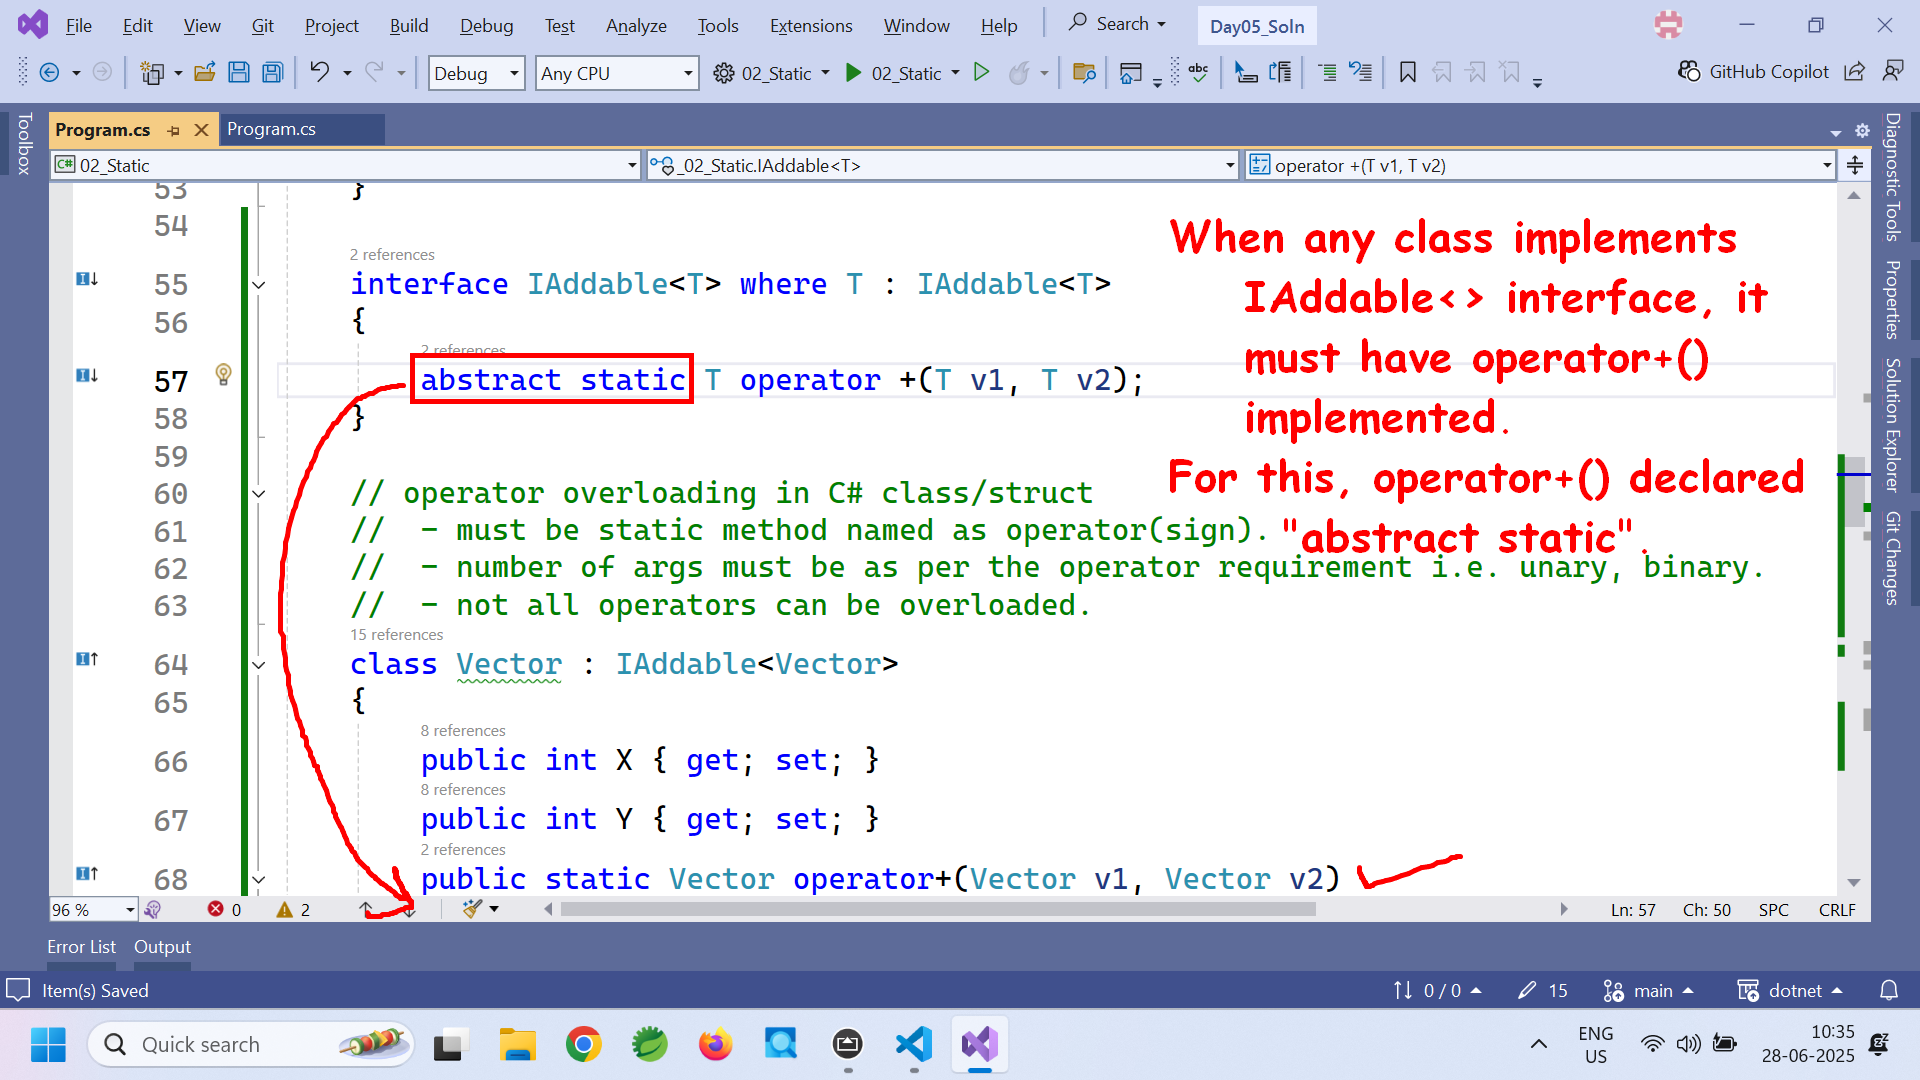 File Edit View Git Project Build Debug Test Analyze Tools Extensions Window Help Search Day05_Soln
Debug Any CPU 02_Static 02_Static abc GitHub Copilot
Program.cs Program.cs
C# 02_Static _02_Static.IAddable<T> operator +(T v1, T v2)
Toolbox
Diagnostic Tools
Properties
Solution Explorer
Git Changes
53 }
54
2 references
55 interface IAddable<T> where T : IAddable<T>
56 {
2 references
57 abstract static T operator +(T v1, T v2);
58 }
59
60 // operator overloading in C# class/struct
61 //  - must be static method named as operator(sign).
62 //  - number of args must be as per the operator requirement i.e. unary, binary.
63 //  - not all operators can be overloaded.
15 references
64 class Vector : IAddable<Vector>
65 {
8 references
66 public int X { get; set; }
8 references
67 public int Y { get; set; }
2 references
68 public static Vector operator+(Vector v1, Vector v2)
When any class implements
IAddable<> interface, it
must have operator+()
implemented.
For this, operator+() declared
"abstract static".
96 % 0 2 Ln: 57 Ch: 50 SPC CRLF
Error List Output
Item(s) Saved 0 / 0 15 main dotnet
Quick search ENG US 10:35 28-06-2025